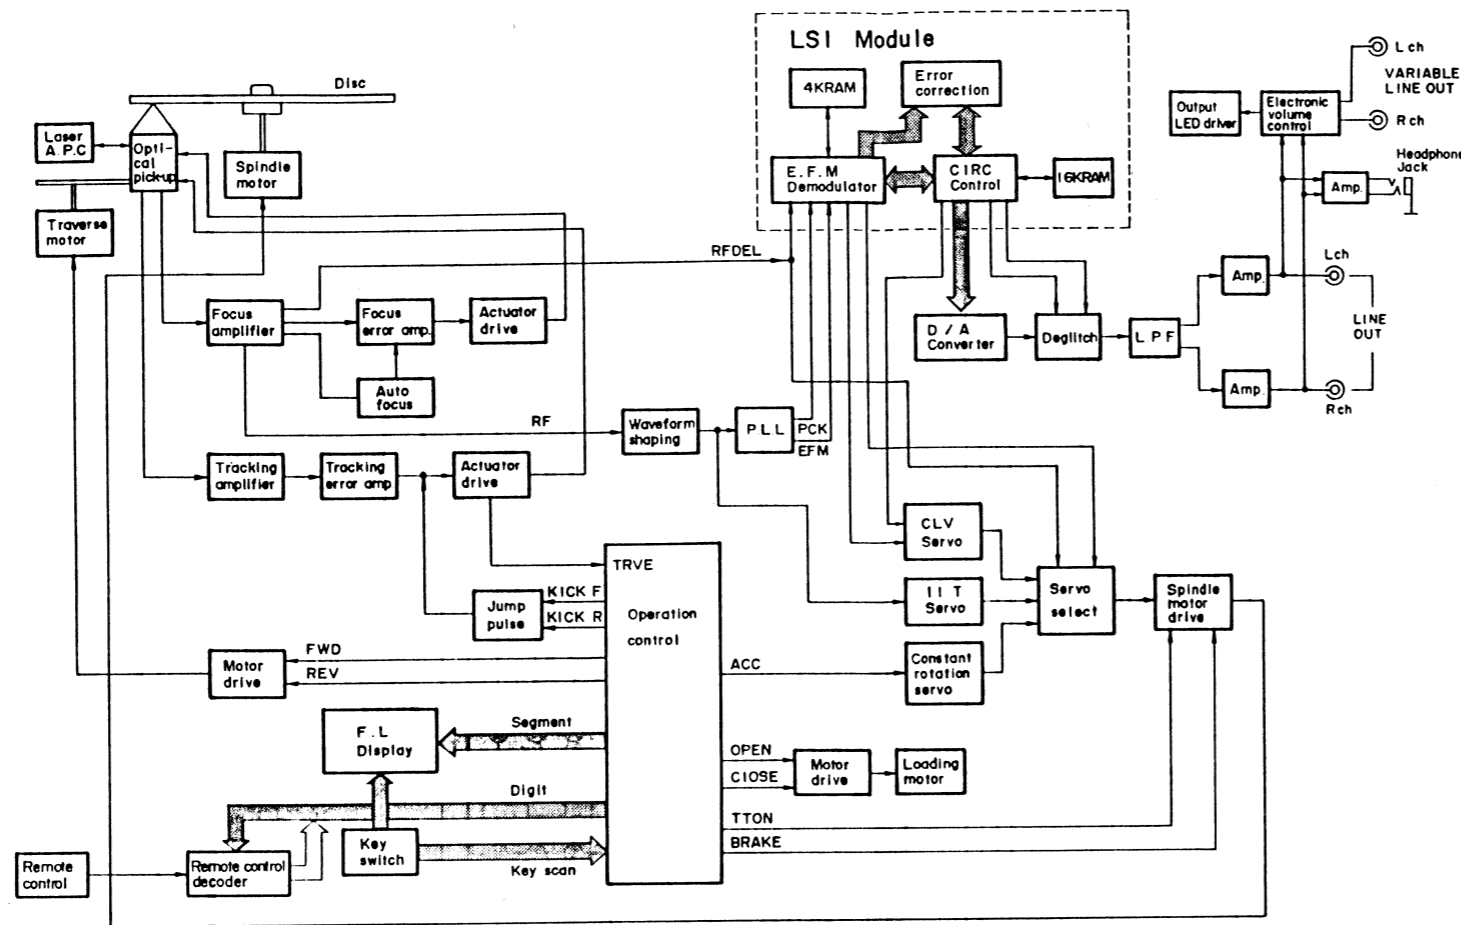 LSI Module
4KRAM
Error
correction
E.F.M
Demodulator
CIRC
Control
16KRAM
Disc
Laser
A.P.C
Opti-
cal
pick-up
Spindle
motor
Traverse
motor
Output
LED driver
Electronic
volume
control
L ch
VARIABLE
LINE OUT
R ch
Headphone
Jack
Amp.
RFDEL
Focus
amplifier
Focus
error amp.
Actuator
drive
Auto
focus
D / A
Converter
Deglitch
L P F
Amp.
Lch
LINE
OUT
Amp.
Rch
RF
Waveform
shaping
P L L
PCK
EFM
Tracking
amplifier
Tracking
error amp
Actuator
drive
CLV
Servo
11 T
Servo
Constant
rotation
servo
Servo
select
Spindle
motor
drive
TRVE
Operation
control
KICK F
KICK R
Jump
pulse
FWD
REV
Motor
drive
ACC
F.L
Display
Segment
Digit
Key
switch
Key scan
OPEN
ClOSE
Motor
drive
Loading
motor
TTON
BRAKE
Remote
control
Remote control
decoder